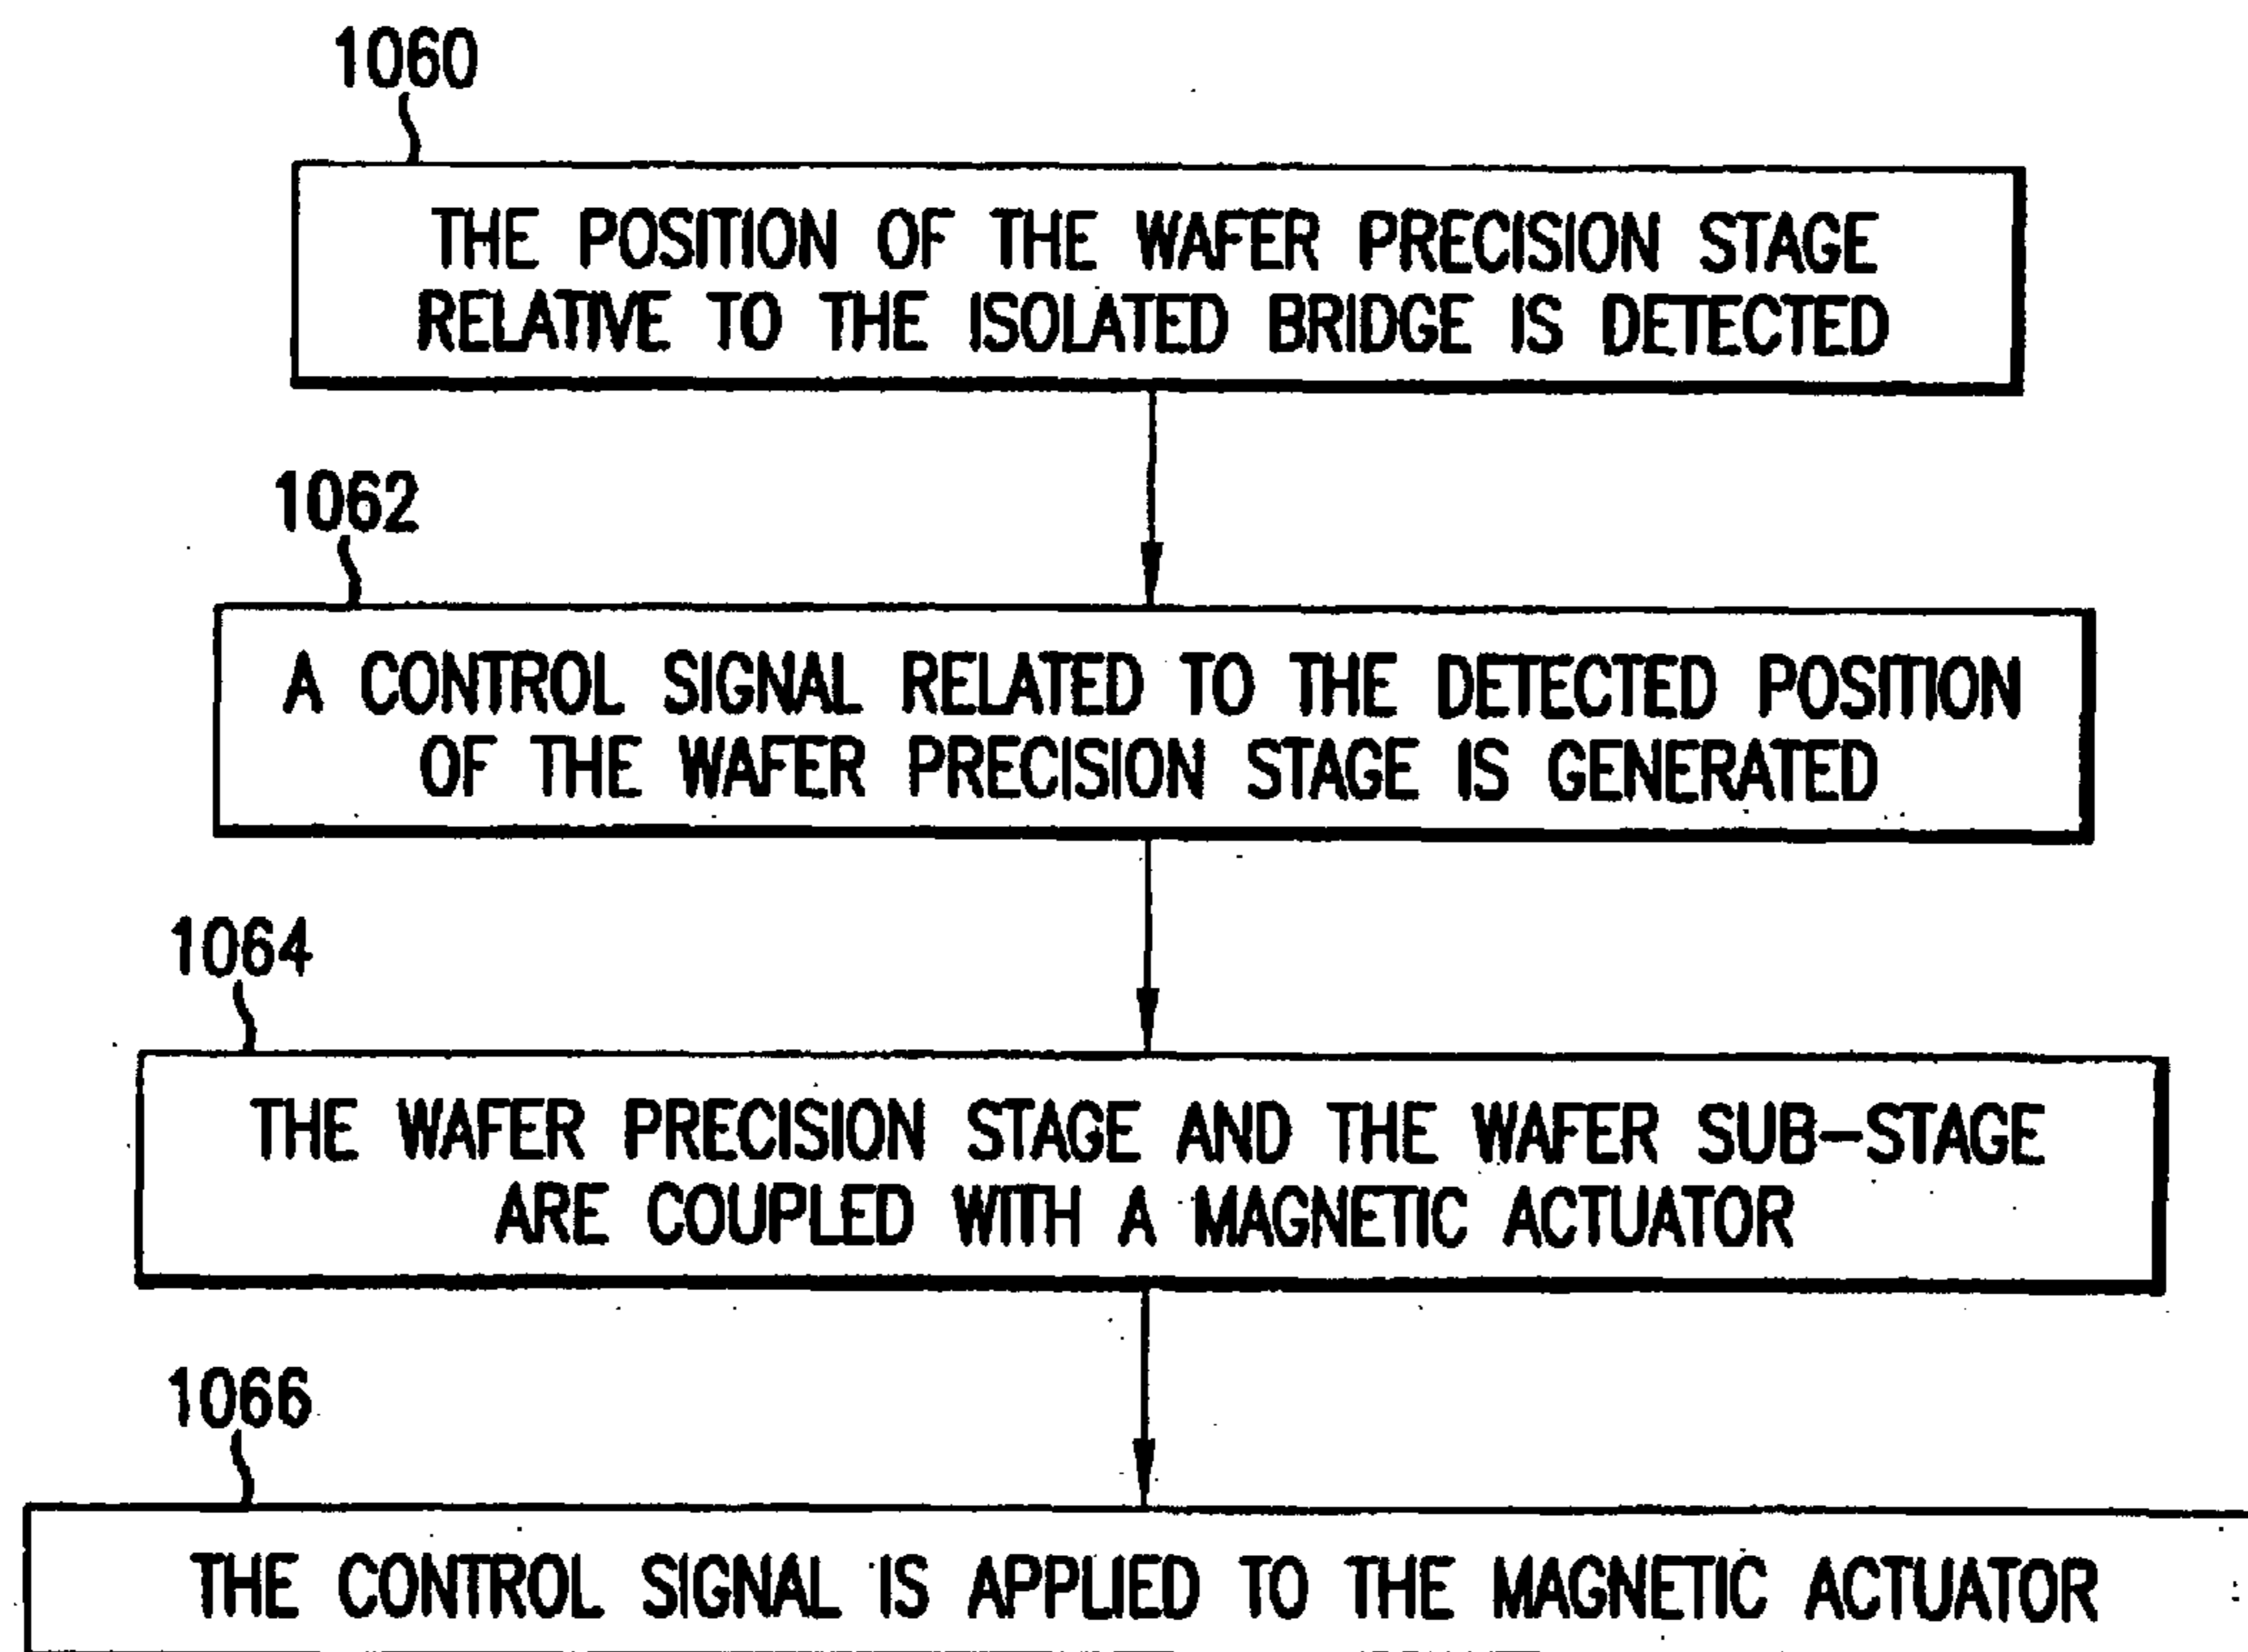 1060
THE POSITION OF THE WAFER PRECISION STAGE
RELATIVE TO THE ISOLATED BRIDGE IS DETECTED
1062
A CONTROL SIGNAL RELATED TO THE DETECTED POSITION
OF THE WAFER PRECISION STAGE IS GENERATED
1064
THE WAFER PRECISION STAGE AND THE WAFER SUB-STAGE
ARE COUPLED WITH A MAGNETIC ACTUATOR
1066
THE CONTROL SIGNAL IS APPLIED TO THE MAGNETIC ACTUATOR